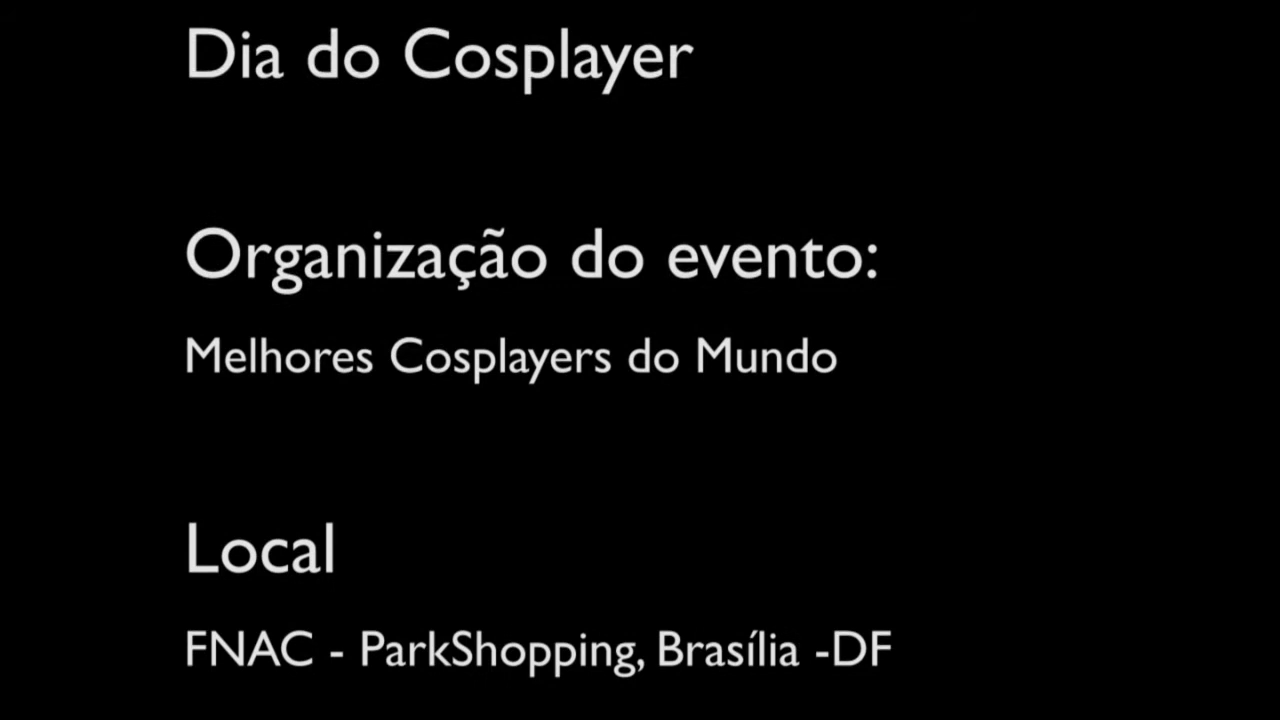 Dia do Cosplayer
Organização do evento:
Melhores Cosplayers do Mundo
Local
FNAC - ParkShopping, Brasília -DF